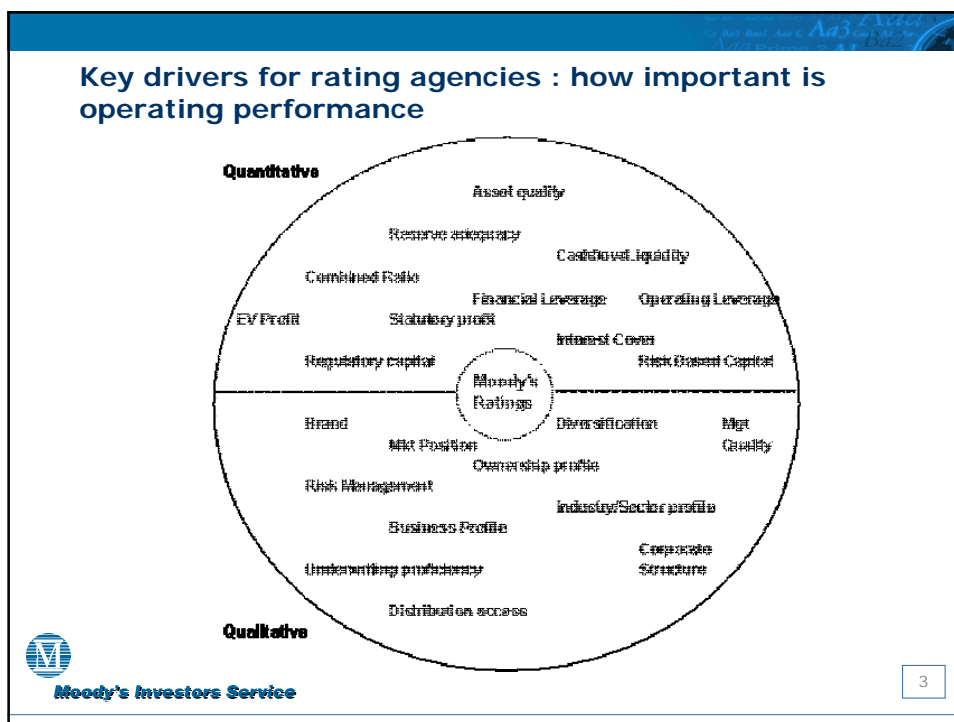 Key drivers for rating agencies : how important is
operating performance
Quantitative
Asset quality
Reserve adequacy
Cashflow/Liquidity
Combined Ratio
Financial Leverage
Operating Leverage
EV Profit
Statutory profit
Interest Cover
Regulatory capital
Risk Based Capital
Moody's
Ratings
Brand
Diversification
Mgt
Quality
Mkt Position
Ownership profile
Risk Management
Industry/Sector profile
Business Profile
Corporate
Structure
Underwriting proficiency
Distribution access
Qualitative
M
Moody's Investors Service
3
Aa3
Ba2